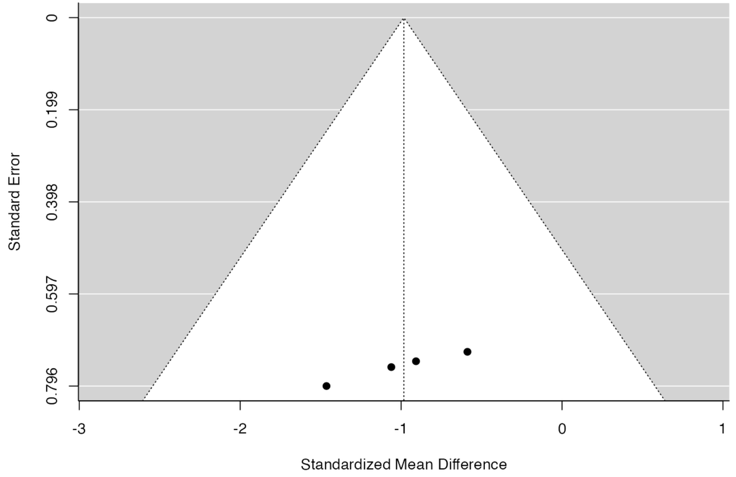 0
0.199
0.398
0.597
0.796
Standard Error
-3 -2 -1 0 1
Standardized Mean Difference